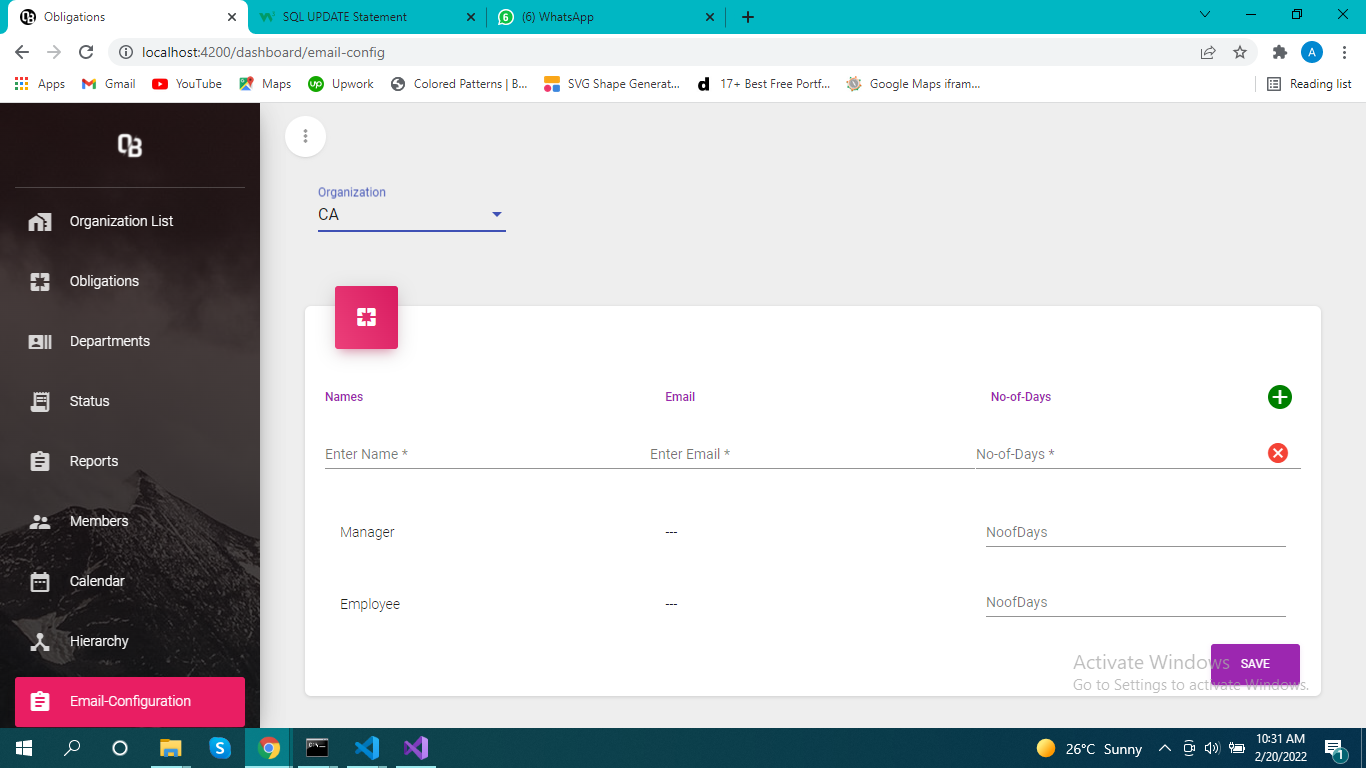 Obligations
SQL UPDATE Statement
6 (6) WhatsApp
localhost:4200/dashboard/email-config
A
Apps Gmail YouTube Maps up Upwork Colored Patterns | B... SVG Shape Generat... d 17+ Best Free Portf... Google Maps ifram... Reading list
OB
Organization List
Obligations
Departments
Status
Reports
Members
Calendar
Hierarchy
Email-Configuration
Organization
CA
Names Email No-of-Days
Enter Name * Enter Email * No-of-Days *
Manager --- NoofDays
Employee --- NoofDays
SAVE
Activate Windows
Go to Settings to activate Windows.
26°C Sunny
10:31 AM
2/20/2022
1